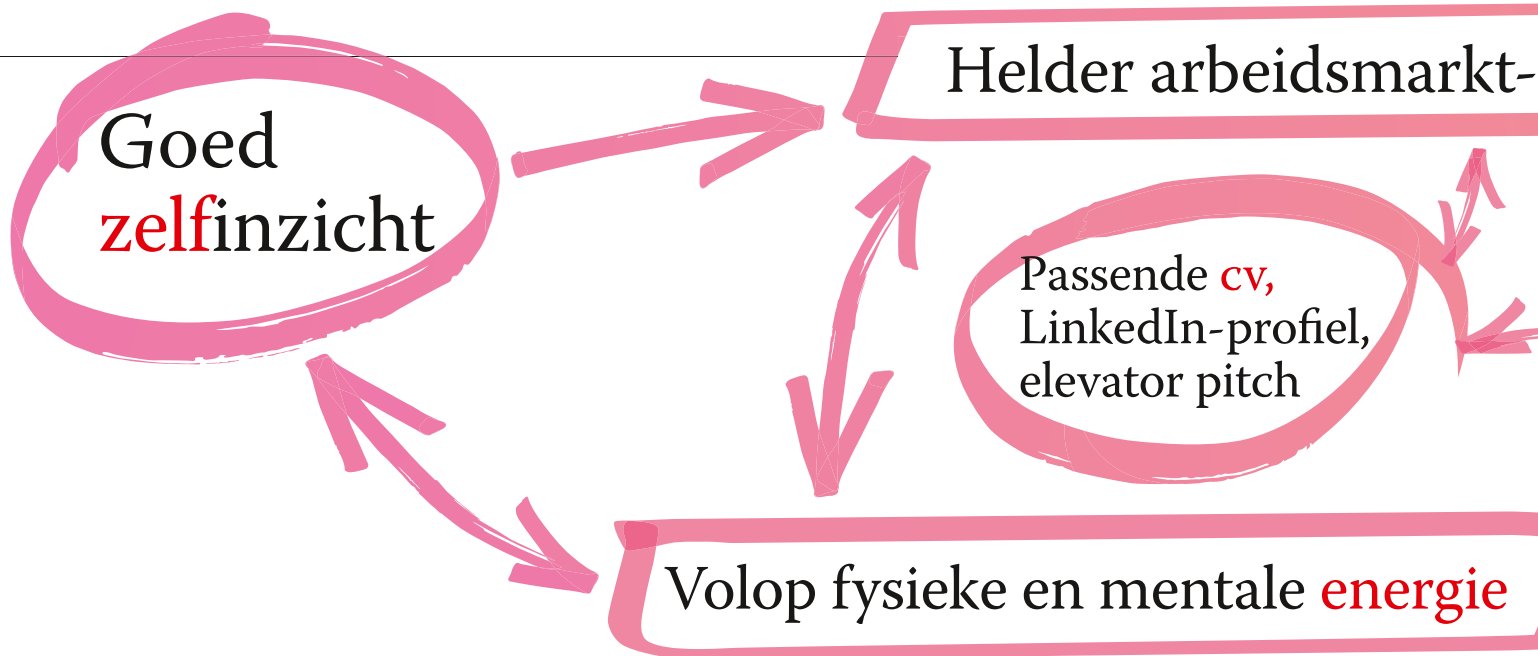 Goed
zelfinzicht
Helder arbeidsmarkt-
Passende cv,
LinkedIn-profiel,
elevator pitch
Volop fysieke en mentale energie